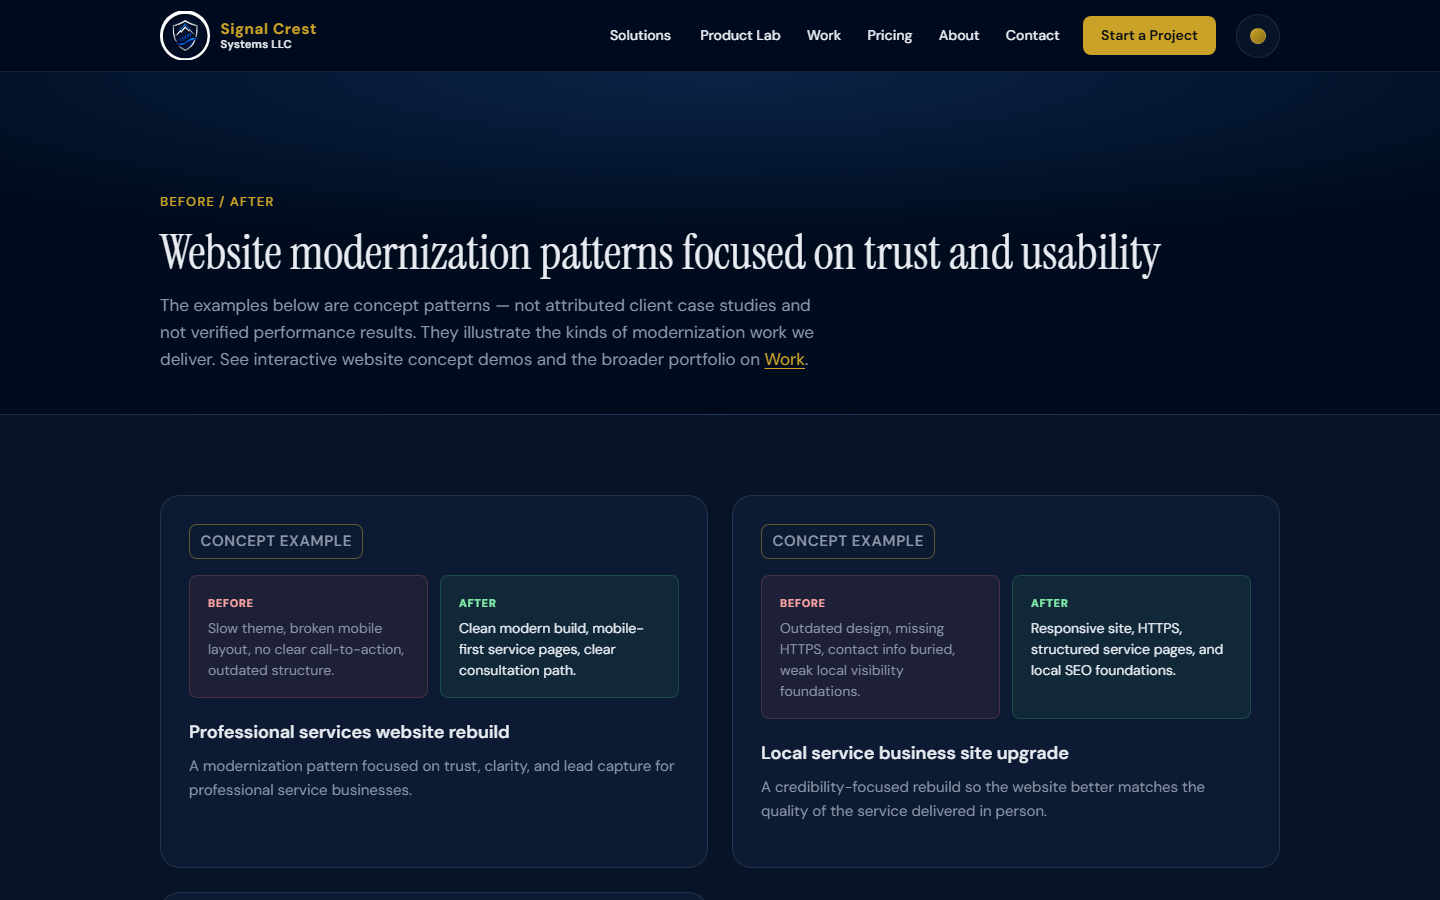 Signal Crest
Systems LLC
Solutions
Product Lab
Work
Pricing
About
Contact
Start a Project
BEFORE / AFTER
Website modernization patterns focused on trust and usability
The examples below are concept patterns — not attributed client case studies and
not verified performance results. They illustrate the kinds of modernization work we
deliver. See interactive website concept demos and the broader portfolio on Work.
CONCEPT EXAMPLE
BEFORE
Slow theme, broken mobile
layout, no clear call-to-action,
outdated structure.
AFTER
Clean modern build, mobile-
first service pages, clear
consultation path.
Professional services website rebuild
A modernization pattern focused on trust, clarity, and lead capture for
professional service businesses.
CONCEPT EXAMPLE
BEFORE
Outdated design, missing
HTTPS, contact info buried,
weak local visibility
foundations.
AFTER
Responsive site, HTTPS,
structured service pages, and
local SEO foundations.
Local service business site upgrade
A credibility-focused rebuild so the website better matches the
quality of the service delivered in person.